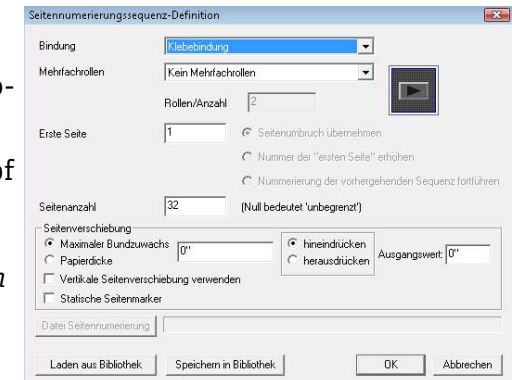 Seitennumerierungssequenz-Definition
Bindung Klebebindung
Mehrfachrollen Kein Mehrfachrollen
o-
Rollen/Anzahl 2
Erste Seite 1 Seitenumbruch übernehmen
Nummer der "ersten Seite" erhöhen
of
Nummerierung der vorhergehenden Sequenz fortführen
Seitenanzahl 32 (Null bedeutet 'unbegrenzt')
Seitenverschiebung
Maximaler Bundzuwachs 0" hineindrücken
Papierdicke herausdrücken Ausgangswert: 0"
n
Vertikale Seitenverschiebung verwenden
Statische Seitenmarker
Datei Seitennumerierung
Laden aus Bibliothek Speichern in Bibliothek OK Abbrechen